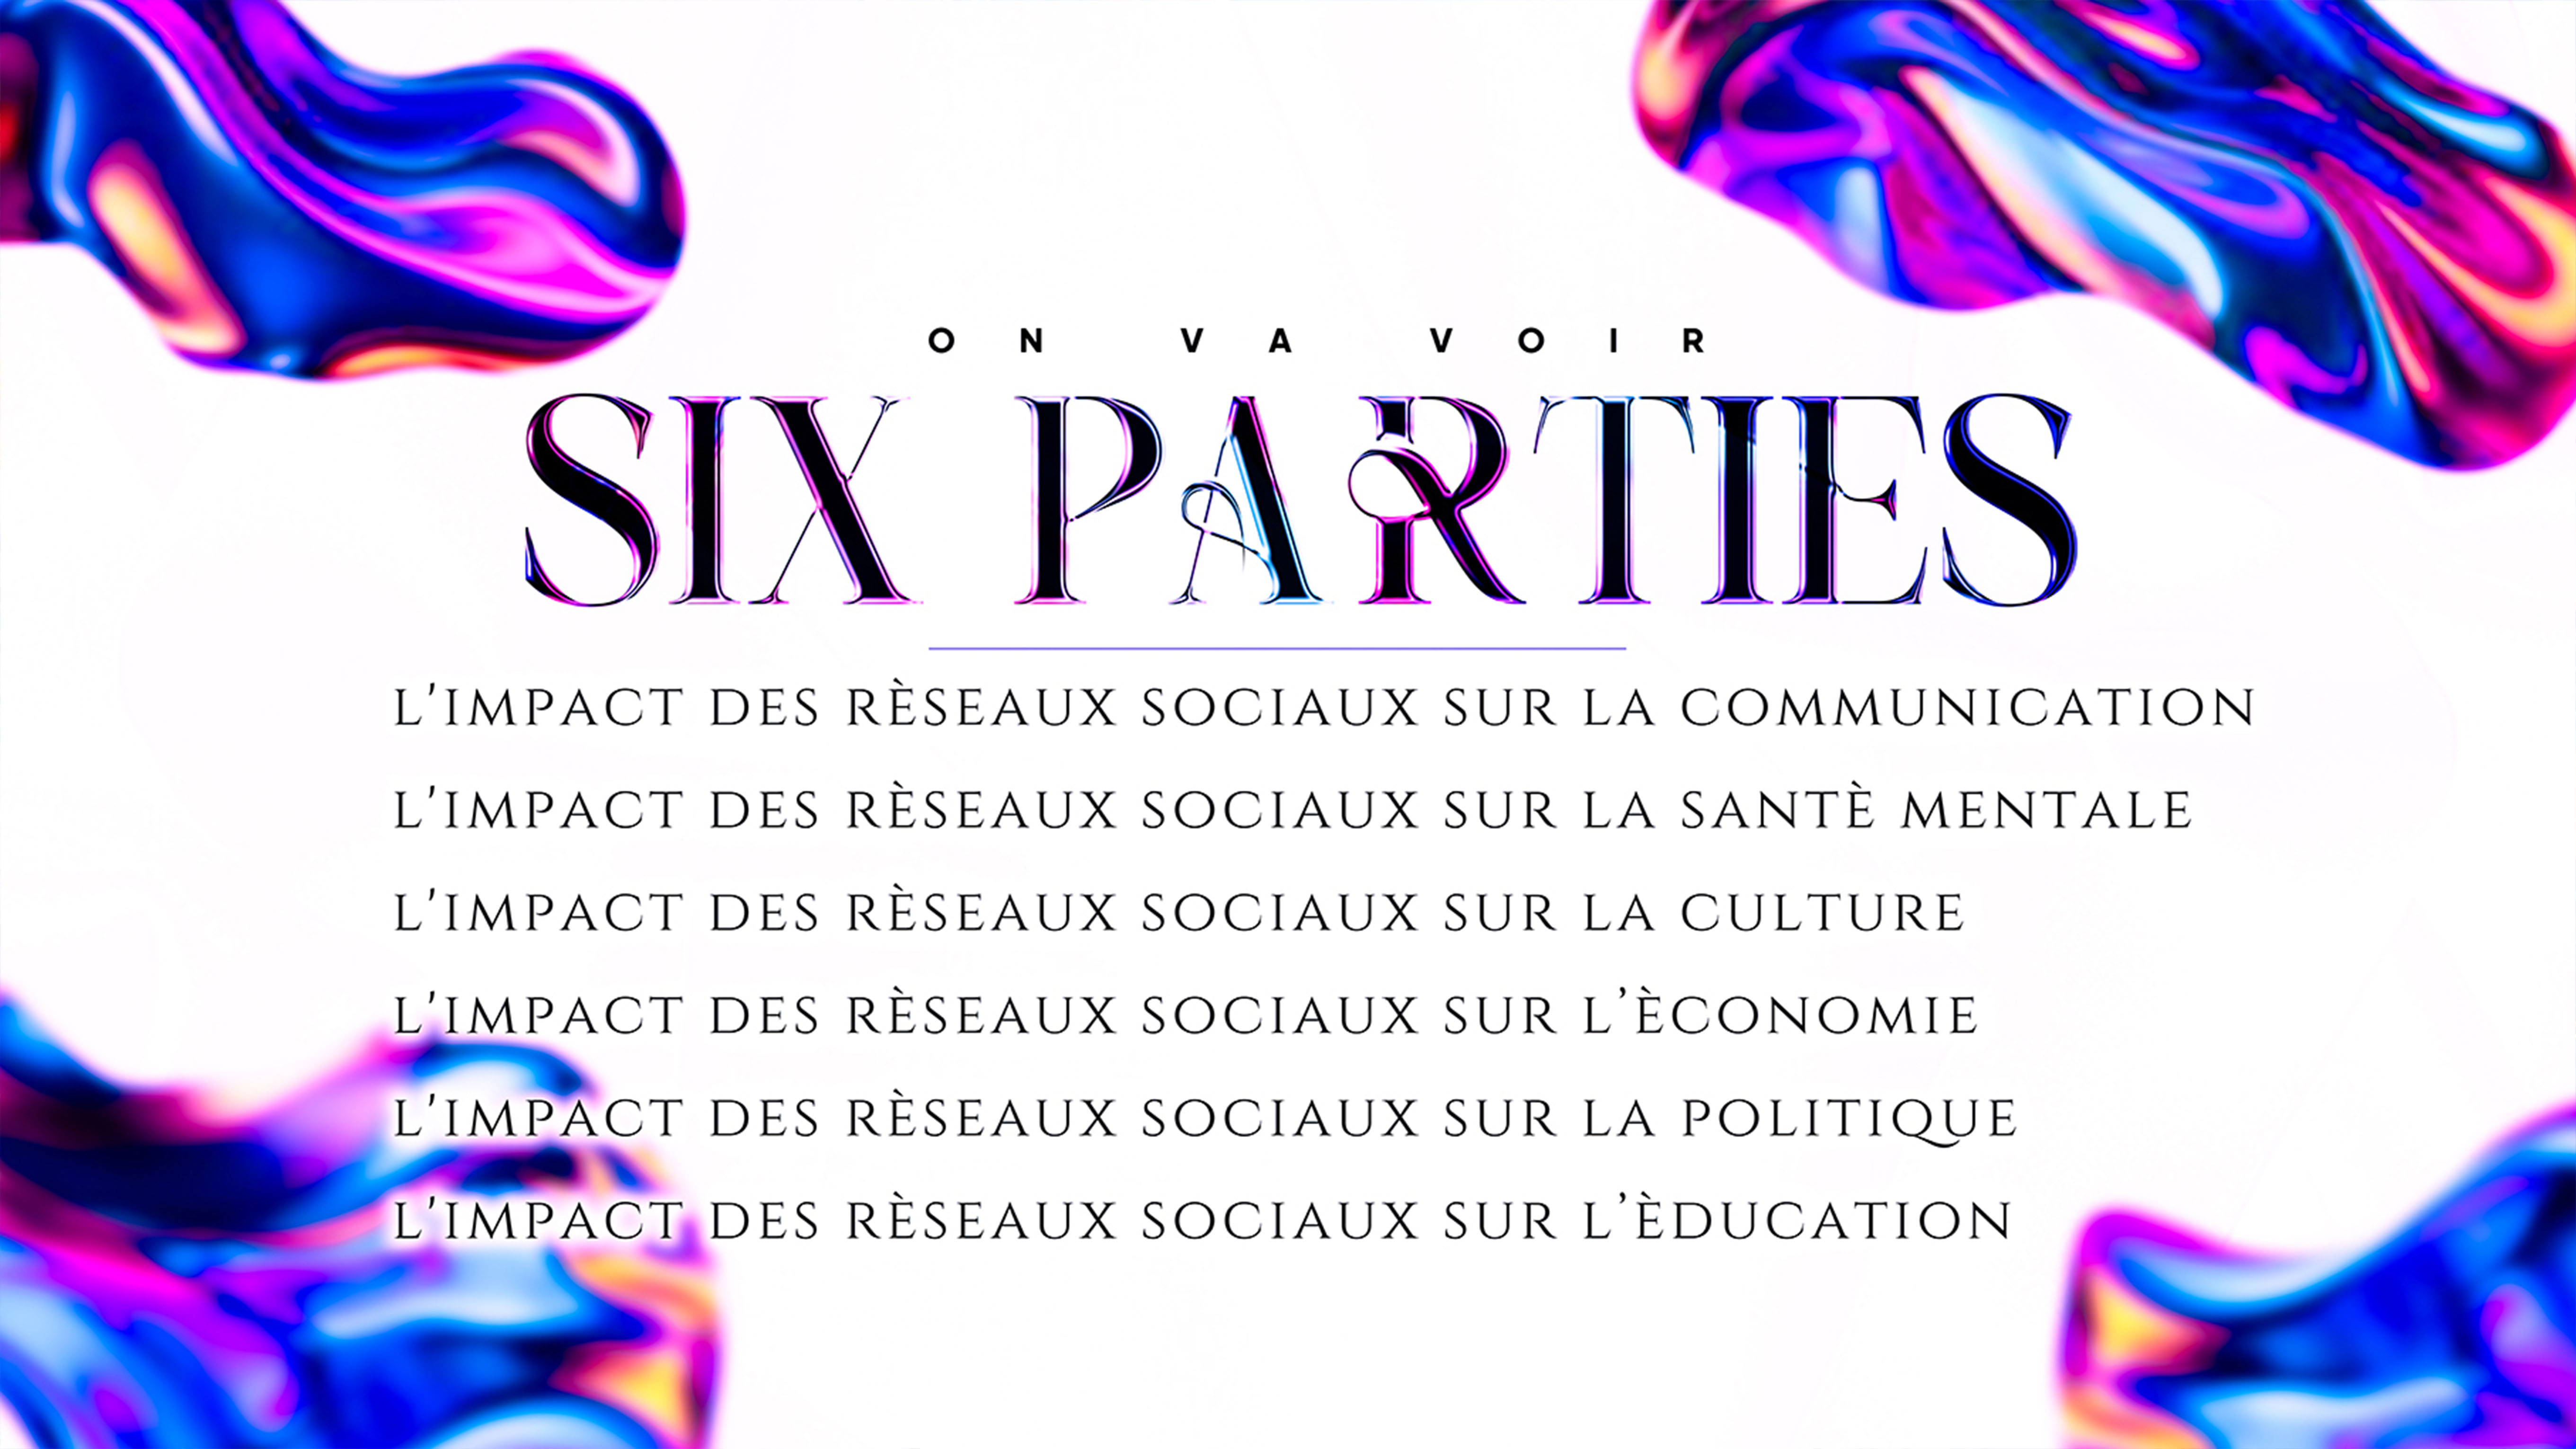 ON VA VOIR
SIX PARTIES
L'IMPACT DES RÈSEAUX SOCIAUX SUR LA COMMUNICATION
L'IMPACT DES RÈSEAUX SOCIAUX SUR LA SANTÈ MENTALE
L'IMPACT DES RÈSEAUX SOCIAUX SUR LA CULTURE
L'IMPACT DES RÈSEAUX SOCIAUX SUR L'ÈCONOMIE
L'IMPACT DES RÈSEAUX SOCIAUX SUR LA POLITIQUE
L'IMPACT DES RÈSEAUX SOCIAUX SUR L'ÈDUCATION